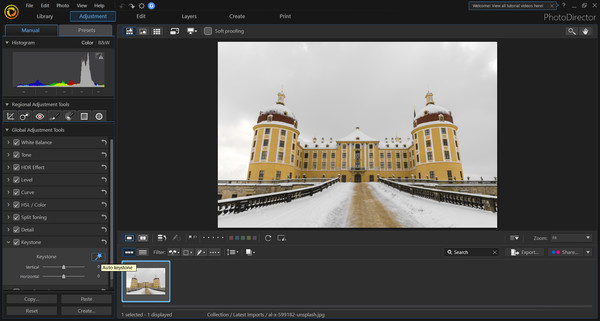 File Edit Photo View Help
Welcome! View all tutorial videos here!
PhotoDirector
Library Adjustment Edit Layers Create Print
Manual Presets
Soft proofing
Histogram Color B&W
Regional Adjustment Tools
Global Adjustment Tools
White Balance
Tone
HDR Effect
Level
Curve
HSL / Color
Split Toning
Detail
Keystone
Keystone
Auto keystone
Vertical
Horizontal
Copy... Paste
Reset Create...
Zoom: Fit
Filter: Search Export... Share...
1 selected - 1 displayed Collection / Latest Imports / al-x-599182-unsplash.jpg